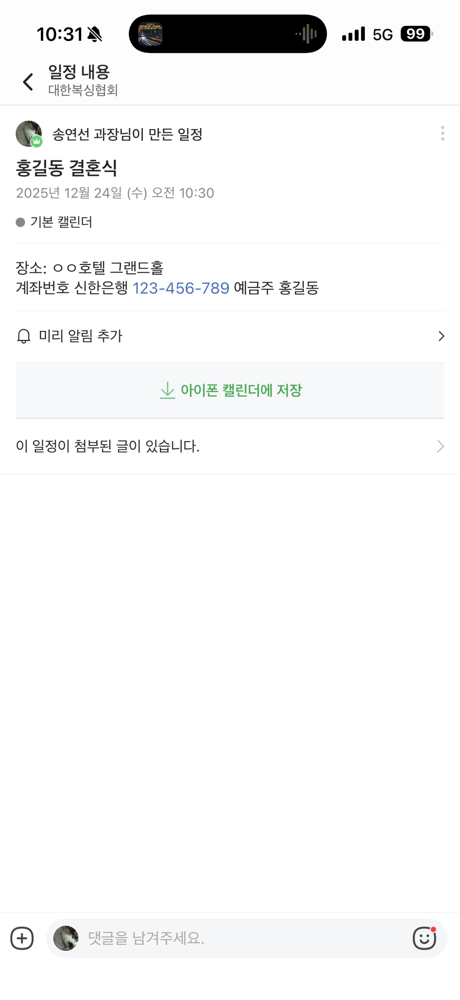 10:31
5G
99
일정 내용
대한복싱협회
송연선 과장님이 만든 일정
홍길동 결혼식
2025년 12월 24일 (수) 오전 10:30
기본 캘린더
장소: ㅇㅇ호텔 그랜드홀
계좌번호 신한은행 123-456-789 예금주 홍길동
미리 알림 추가
아이폰 캘린더에 저장
이 일정이 첨부된 글이 있습니다.
댓글을 남겨주세요.